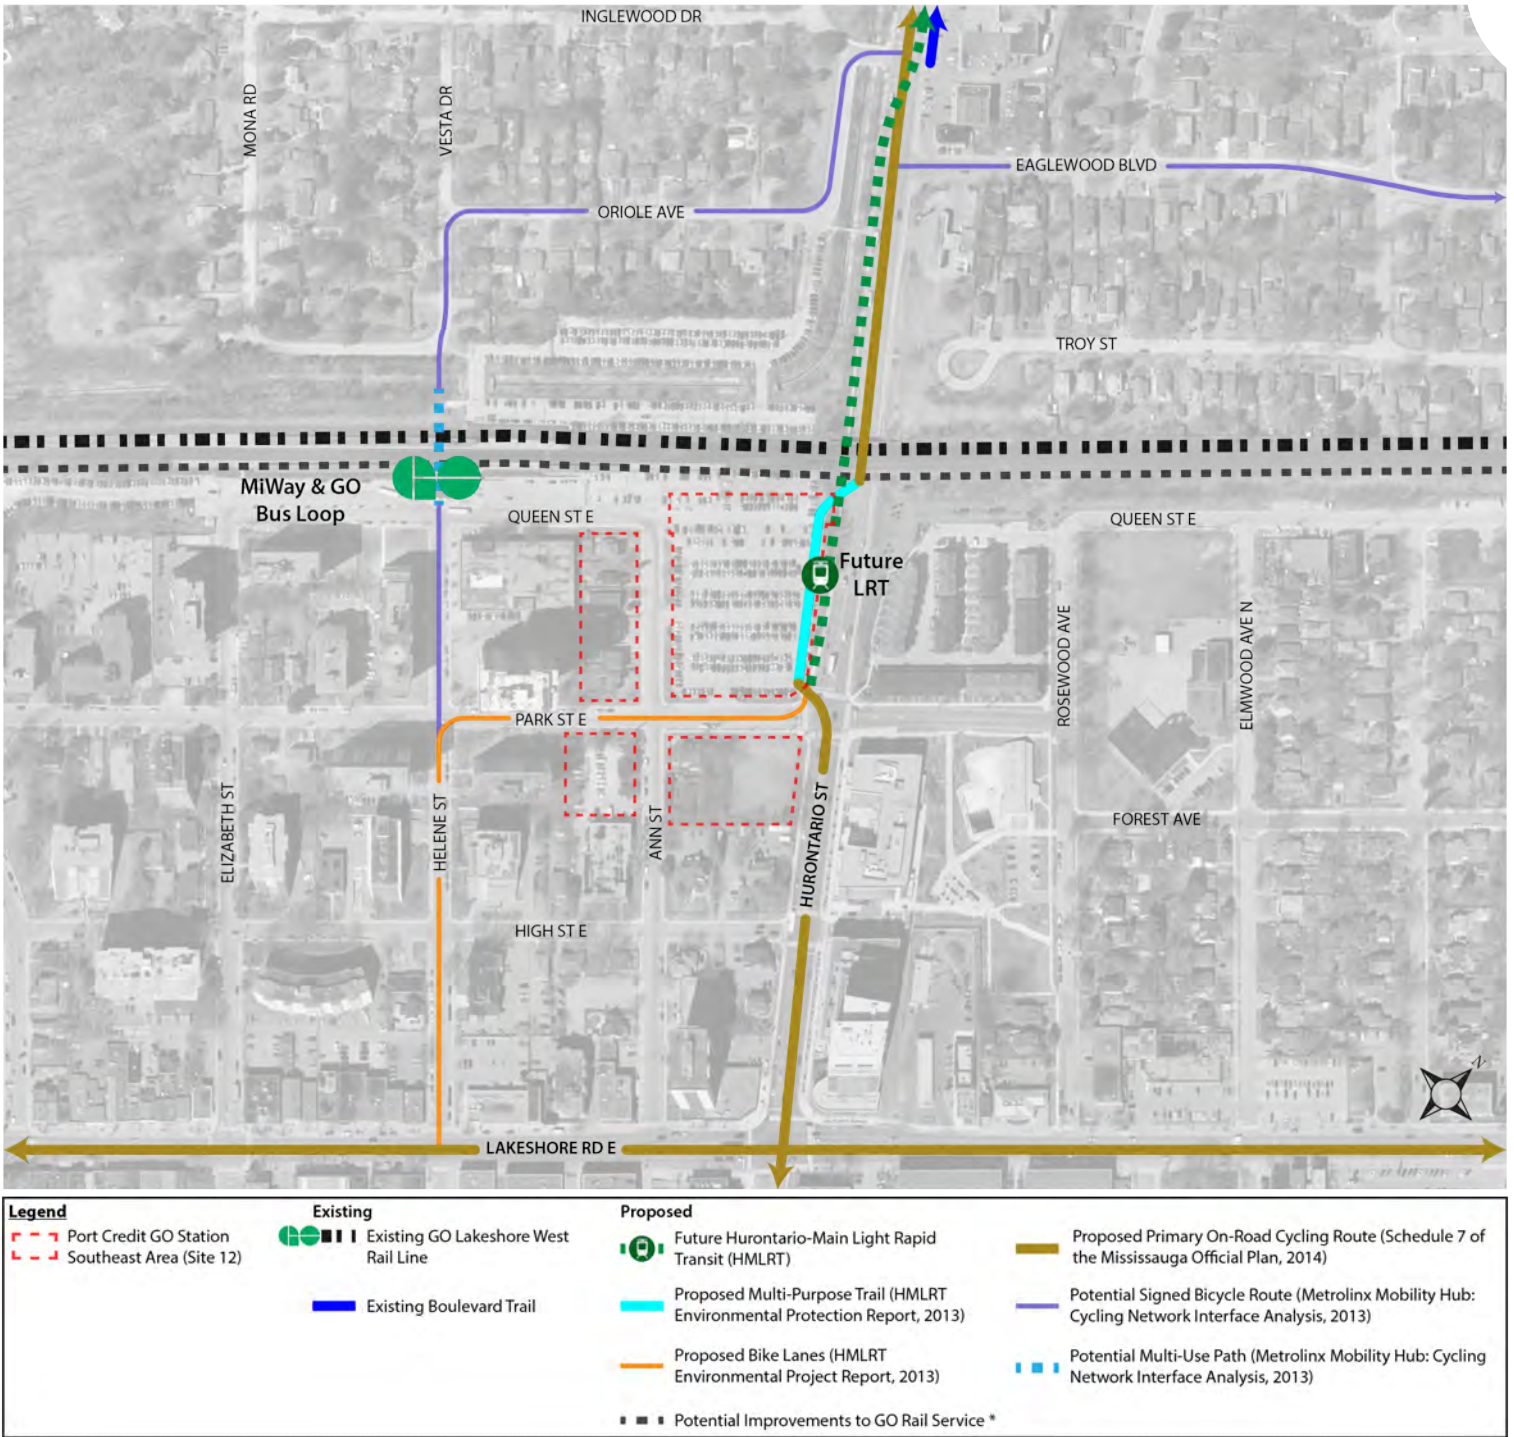 INGLEWOOD DR
MONA RD
VESTA DR
EAGLEWOOD BLVD
ORIOLE AVE
TROY ST
MiWay & GO
Bus Loop
QUEEN ST E
QUEEN ST E
Future
LRT
ROSEWOOD AVE
ELMWOOD AVE N
PARK ST E
ELIZABETH ST
HELENE ST
ANN ST
HURONTARIO ST
FOREST AVE
HIGH ST E
N
LAKESHORE RD E
Legend
Port Credit GO Station
Southeast Area (Site 12)
Existing
Existing GO Lakeshore West
Rail Line
Existing Boulevard Trail
Proposed
Future Hurontario-Main Light Rapid
Transit (HMLRT)
Proposed Multi-Purpose Trail (HMLRT
Environmental Protection Report, 2013)
Proposed Bike Lanes (HMLRT
Environmental Project Report, 2013)
Potential Improvements to GO Rail Service *
Proposed Primary On-Road Cycling Route (Schedule 7 of
the Mississauga Official Plan, 2014)
Potential Signed Bicycle Route (Metrolinx Mobility Hub:
Cycling Network Interface Analysis, 2013)
Potential Multi-Use Path (Metrolinx Mobility Hub: Cycling
Network Interface Analysis, 2013)